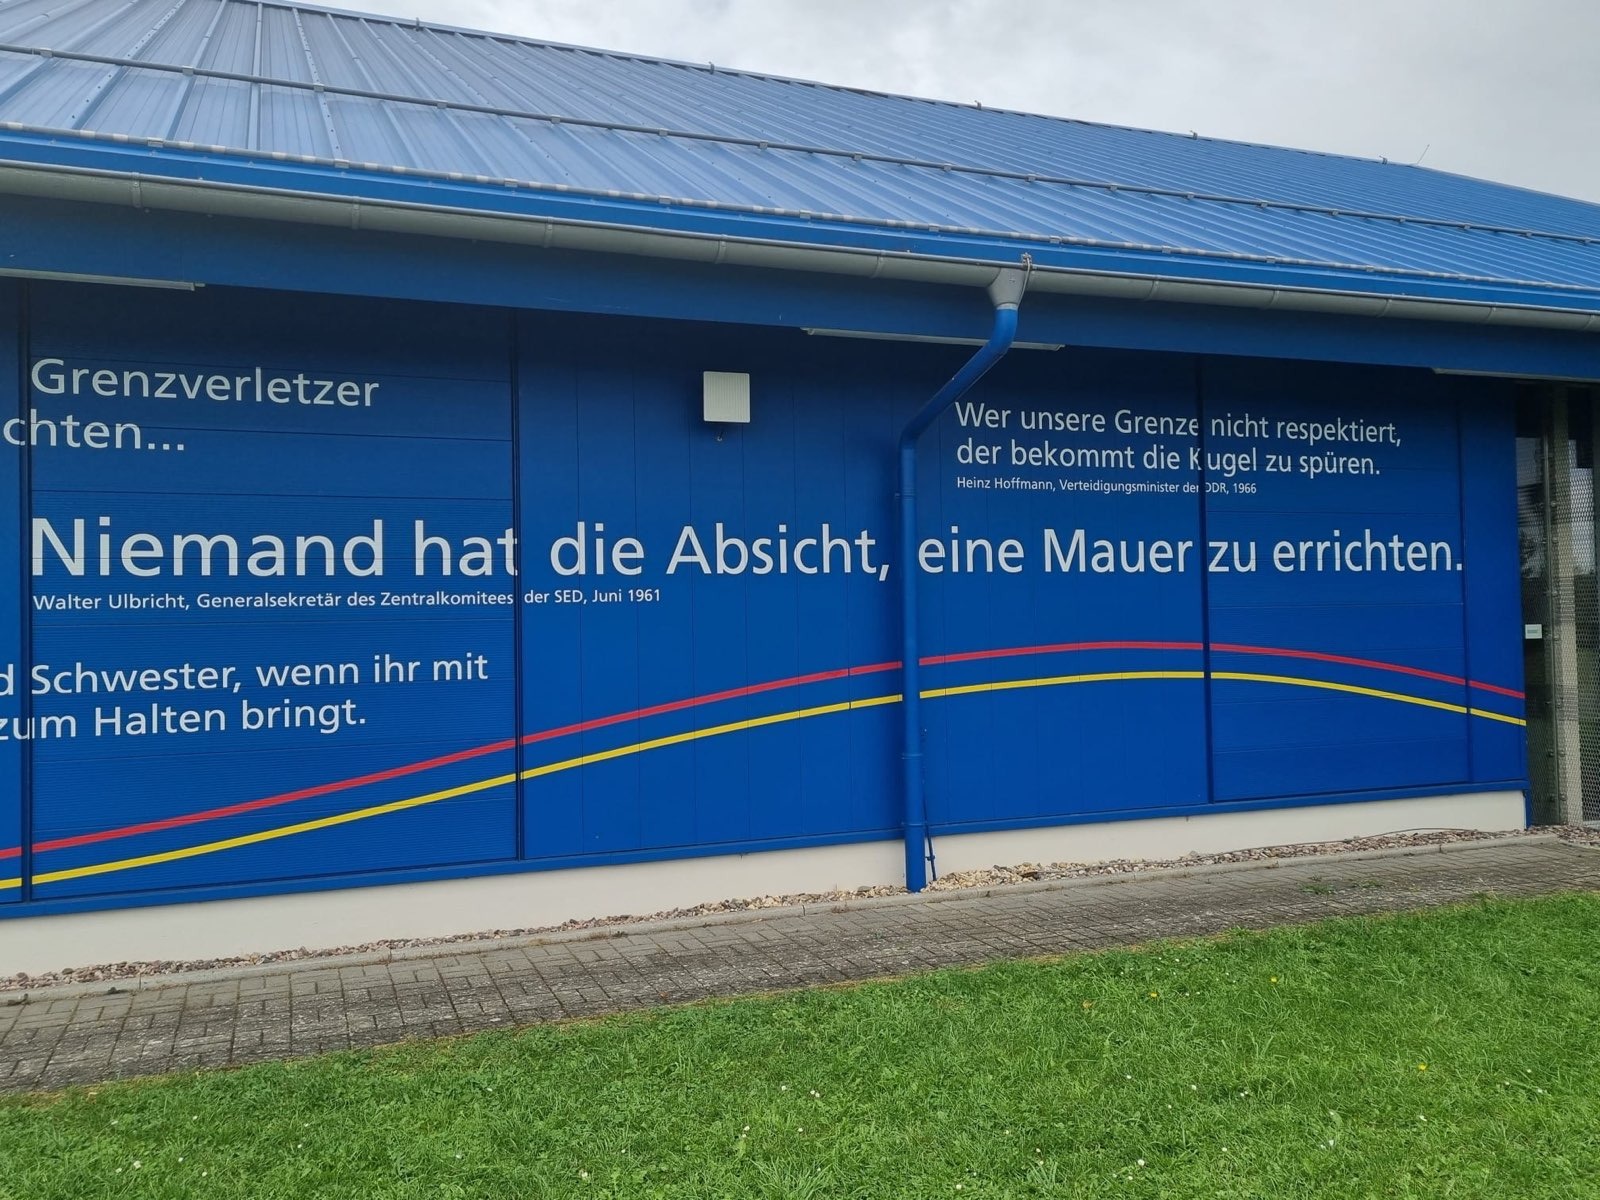 Grenzverletzer
chten...
Wer unsere Grenze nicht respektiert,
der bekommt die Kugel zu spüren.
Heinz Hoffmann, Verteidigungsminister der DDR, 1966
Niemand hat die Absicht, eine Mauer zu errichten.
Walter Ulbricht, Generalsekretär des Zentralkomitees der SED, Juni 1961
d Schwester, wenn ihr mit
zum Halten bringt.